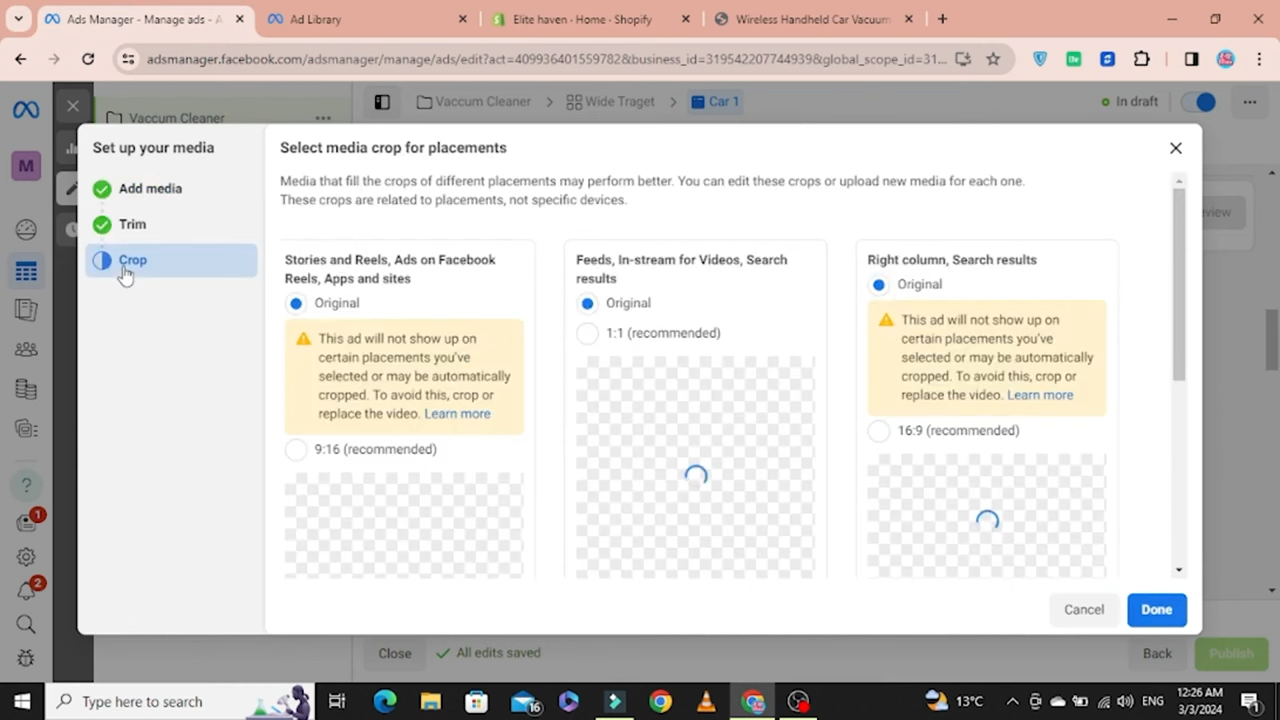 Ads Manager - Manage ads - A
Ad Library
Elite haven - Home - Shopify
Wireless Handheld Car Vacuum
adsmanager.facebook.com/adsmanager/manage/ads/edit?act=409936401559782&business_id=319542207744939&global_scope_id=31...
Vaccum Cleaner
Vaccum Cleaner
Wide Traget
Car 1
In draft
M
Set up your media
Add media
Trim
Crop
Select media crop for placements
Media that fill the crops of different placements may perform better. You can edit these crops or upload new media for each one.
These crops are related to placements, not specific devices.
Stories and Reels, Ads on Facebook
Reels, Apps and sites
Original
This ad will not show up on
certain placements you've
selected or may be automatically
cropped. To avoid this, crop or
replace the video. Learn more
9:16 (recommended)
Feeds, In-stream for Videos, Search
results
Original
1:1 (recommended)
Right column, Search results
Original
This ad will not show up on
certain placements you've
selected or may be automatically
cropped. To avoid this, crop or
replace the video. Learn more
16:9 (recommended)
Cancel
Done
1
2
Close
All edits saved
Back
Publish
Type here to search
16
13°C
ENG
12:26 AM
3/3/2024
1